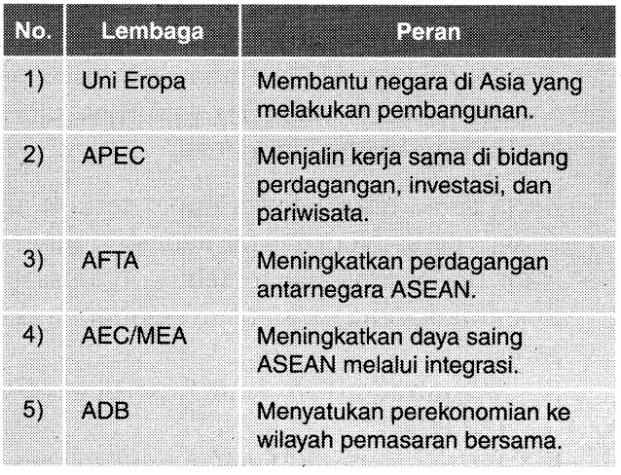 No. Lembaga Peran
1) Uni Eropa Membantu negara di Asia yang
melakukan pembangunan.
2) APEC Menjalin kerja sama di bidang
perdagangan, investasi, dan
pariwisata.
3) AFTA Meningkatkan perdagangan
antarnegara ASEAN.
4) AEC/MEA Meningkatkan daya saing
ASEAN melalui integrasi.
5) ADB Menyatukan perekonomian ke
wilayah pemasaran bersama.